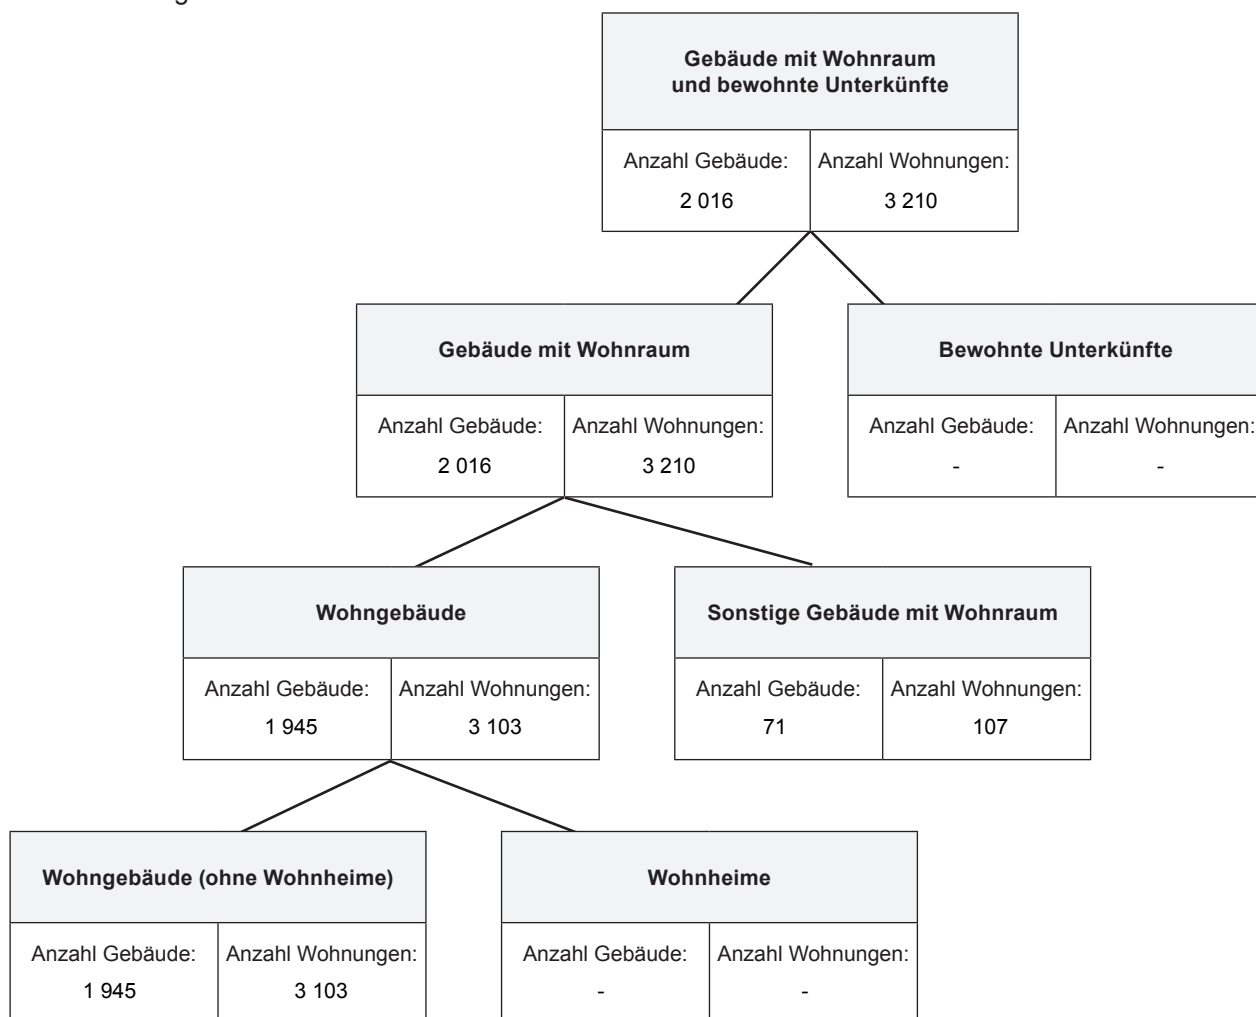 Gebäude mit Wohnraum
und bewohnte Unterkünfte
Anzahl Gebäude: Anzahl Wohnungen:
2 016 3 210
Gebäude mit Wohnraum
Anzahl Gebäude: Anzahl Wohnungen:
2 016 3 210
Bewohnte Unterkünfte
Anzahl Gebäude: Anzahl Wohnungen:
- -
Wohngebäude
Anzahl Gebäude: Anzahl Wohnungen:
1 945 3 103
Sonstige Gebäude mit Wohnraum
Anzahl Gebäude: Anzahl Wohnungen:
71 107
Wohngebäude (ohne Wohnheime)
Anzahl Gebäude: Anzahl Wohnungen:
1 945 3 103
Wohnheime
Anzahl Gebäude: Anzahl Wohnungen:
- -